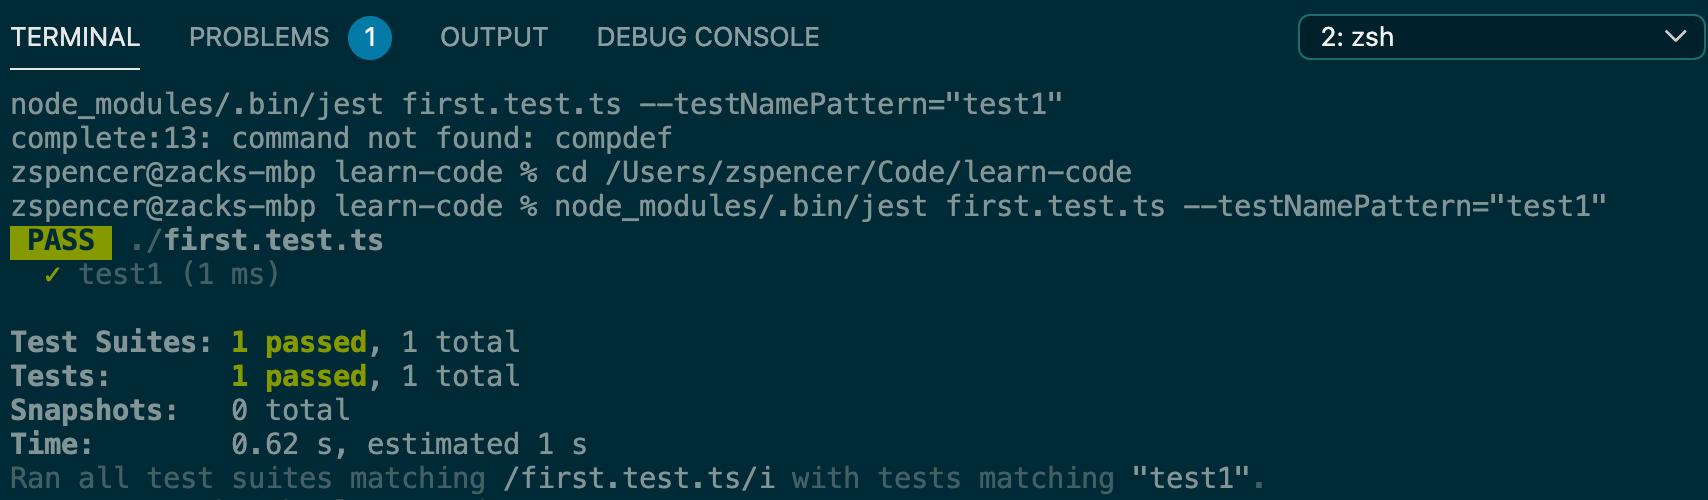 TERMINAL PROBLEMS 1 OUTPUT DEBUG CONSOLE 2: zsh
node_modules/.bin/jest first.test.ts --testNamePattern="test1"
complete:13: command not found: compdef
zspencer@zacks-mbp learn-code % cd /Users/zspencer/Code/learn-code
zspencer@zacks-mbp learn-code % node_modules/.bin/jest first.test.ts --testNamePattern="test1"
PASS ./first.test.ts
✓ test1 (1 ms)
Test Suites: 1 passed, 1 total
Tests: 1 passed, 1 total
Snapshots: 0 total
Time: 0.62 s, estimated 1 s
Ran all test suites matching /first.test.ts/i with tests matching "test1".